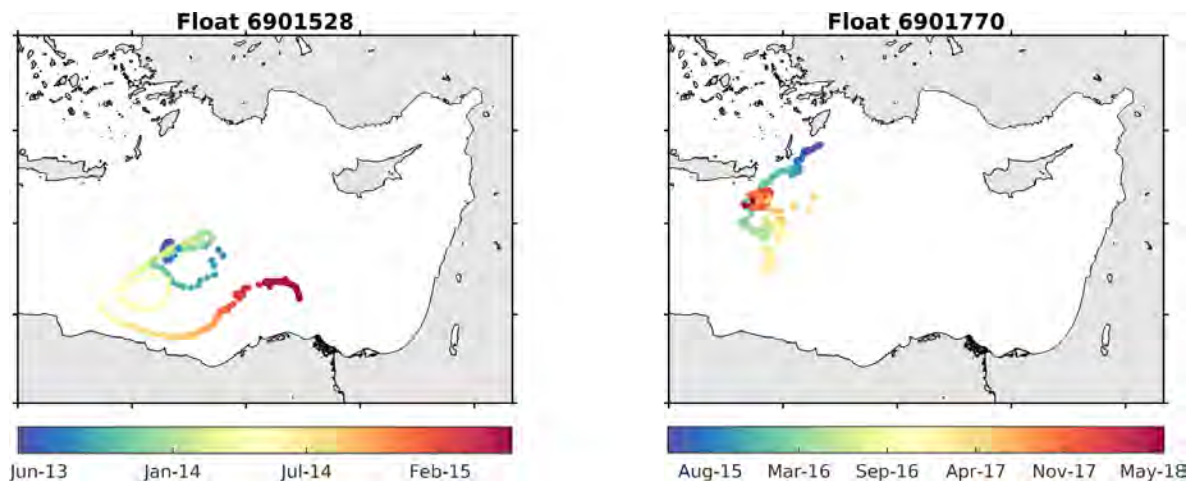 Float 6901528
Float 6901770
Jun-13 Jan-14 Jul-14 Feb-15
Aug-15 Mar-16 Sep-16 Apr-17 Nov-17 May-18